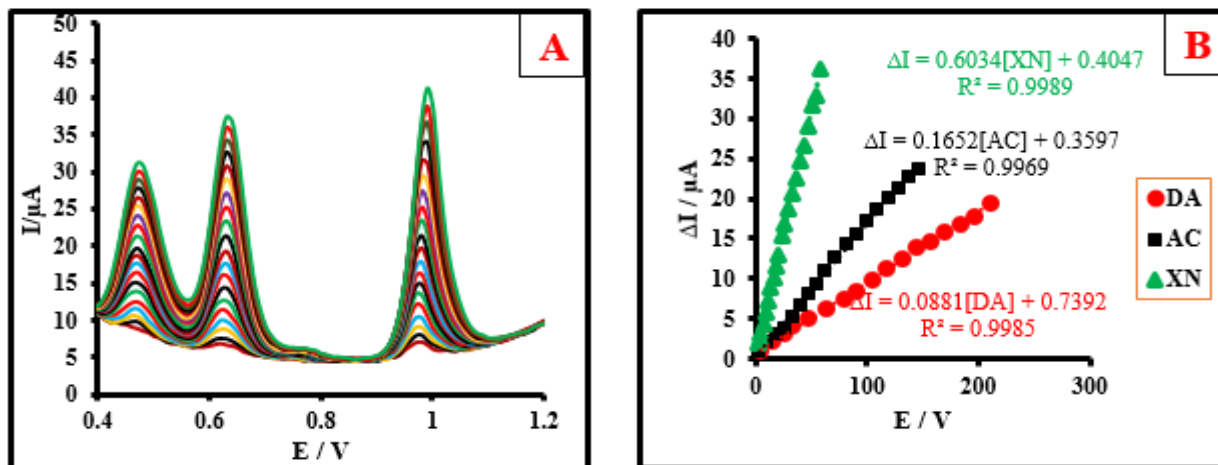 A
I/µA
50
45
40
35
30
25
20
15
10
5
0
0.4
0.6
0.8
1
1.2
E / V
B
ΔI / µA
40
35
30
25
20
15
10
5
0
ΔI = 0.6034[XN] + 0.4047
R² = 0.9989
ΔI = 0.1652[AC] + 0.3597
R² = 0.9969
ΔI = 0.0881[DA] + 0.7392
R² = 0.9985
DA
AC
XN
0
100
200
300
E / V